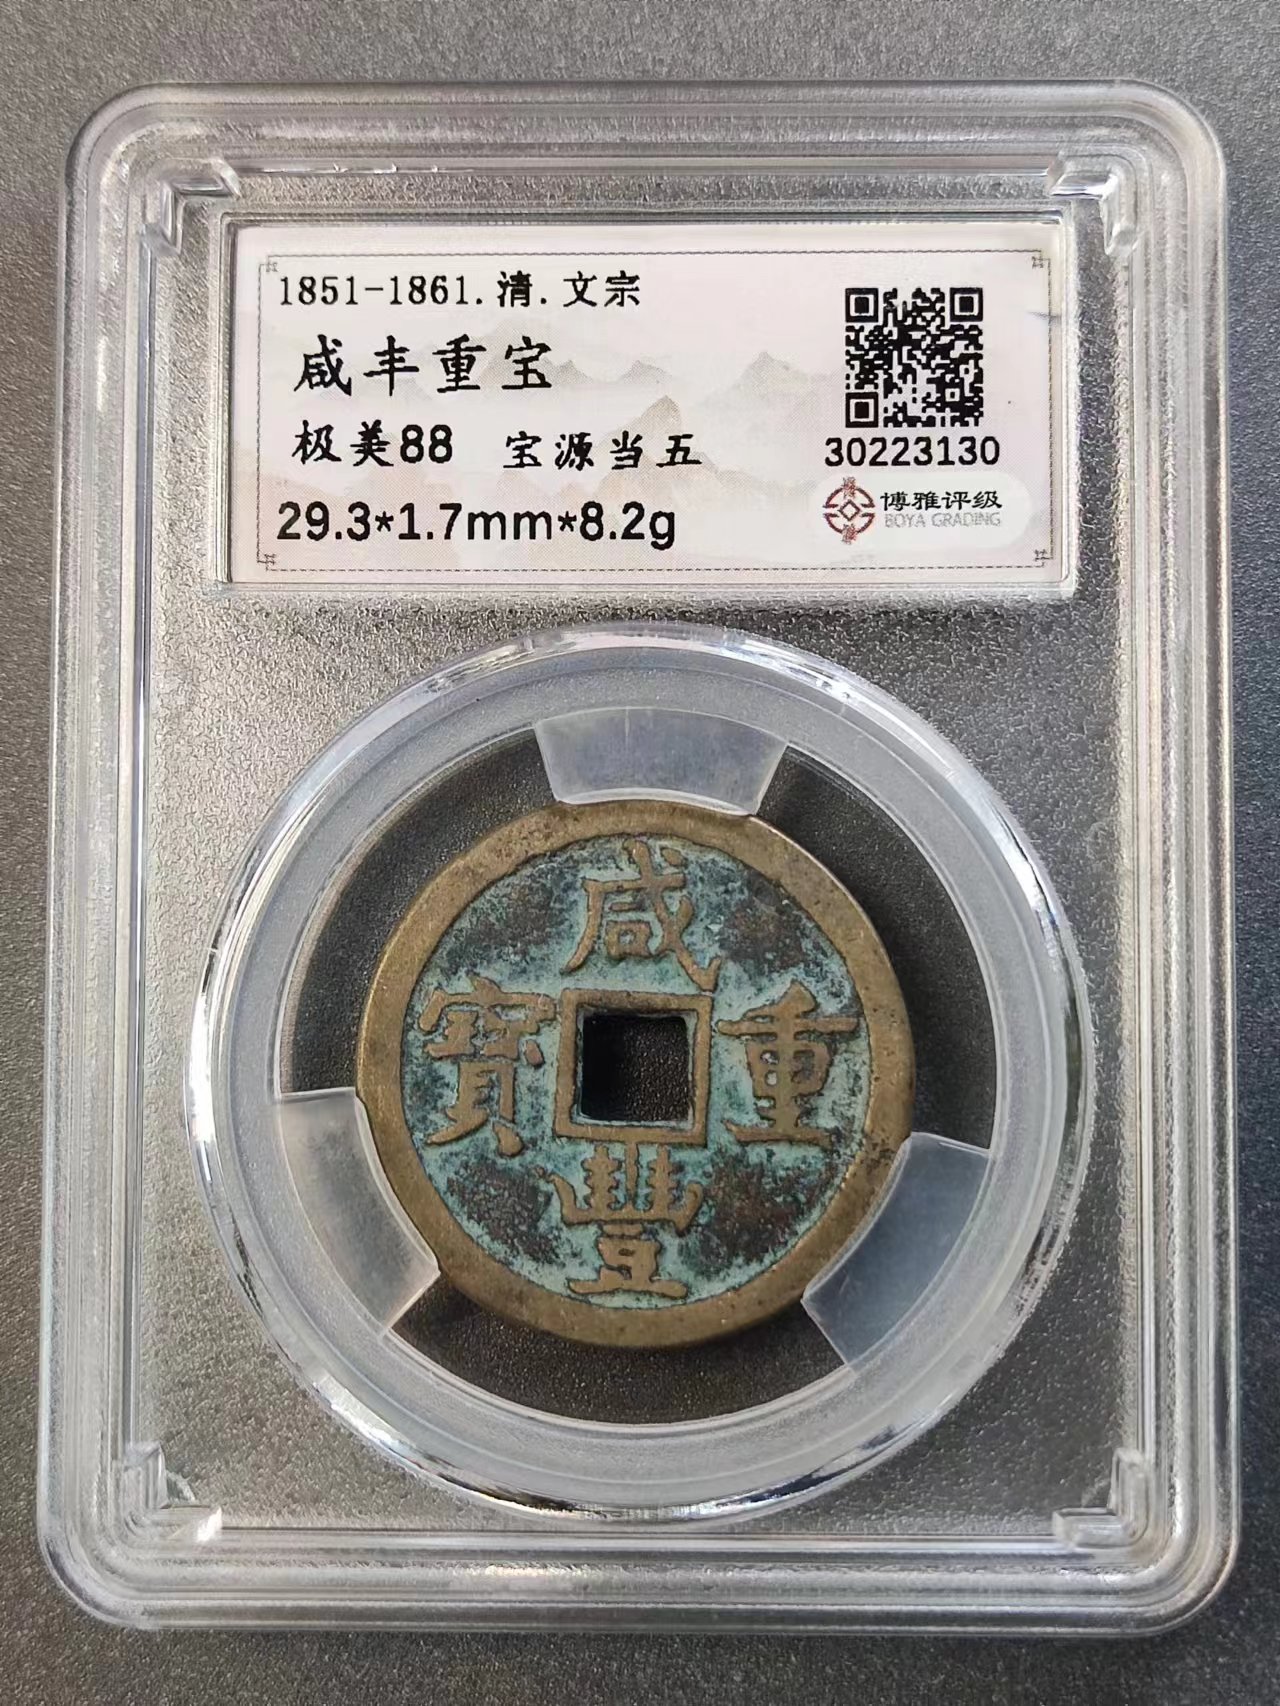 1851-1861.清.文宗
咸丰重宝
极美88 宝源当五
29.3*1.7mm*8.2g
30223130
博雅评级
BOYA GRADING
咸
寶 重
豐